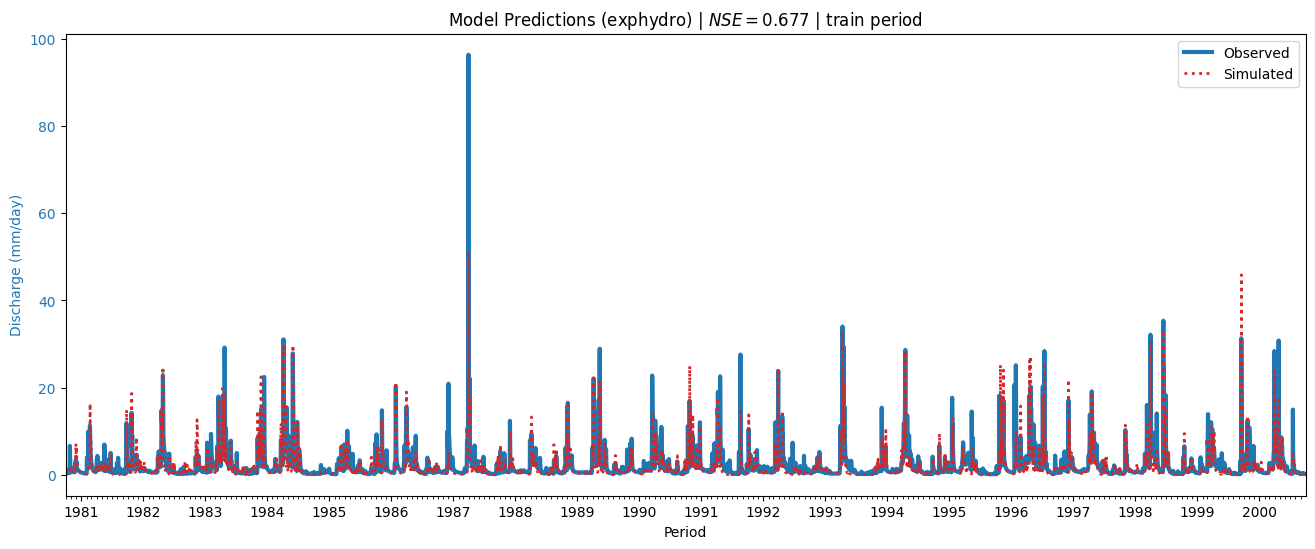 Model Predictions (exphydro) | NSE = 0.677 | train period
100
80
60
40
20
0
Discharge (mm/day)
Observed
Simulated
1981 1982 1983 1984 1985 1986 1987 1988 1989 1990 1991 1992 1993 1994 1995 1996 1997 1998 1999 2000
Period